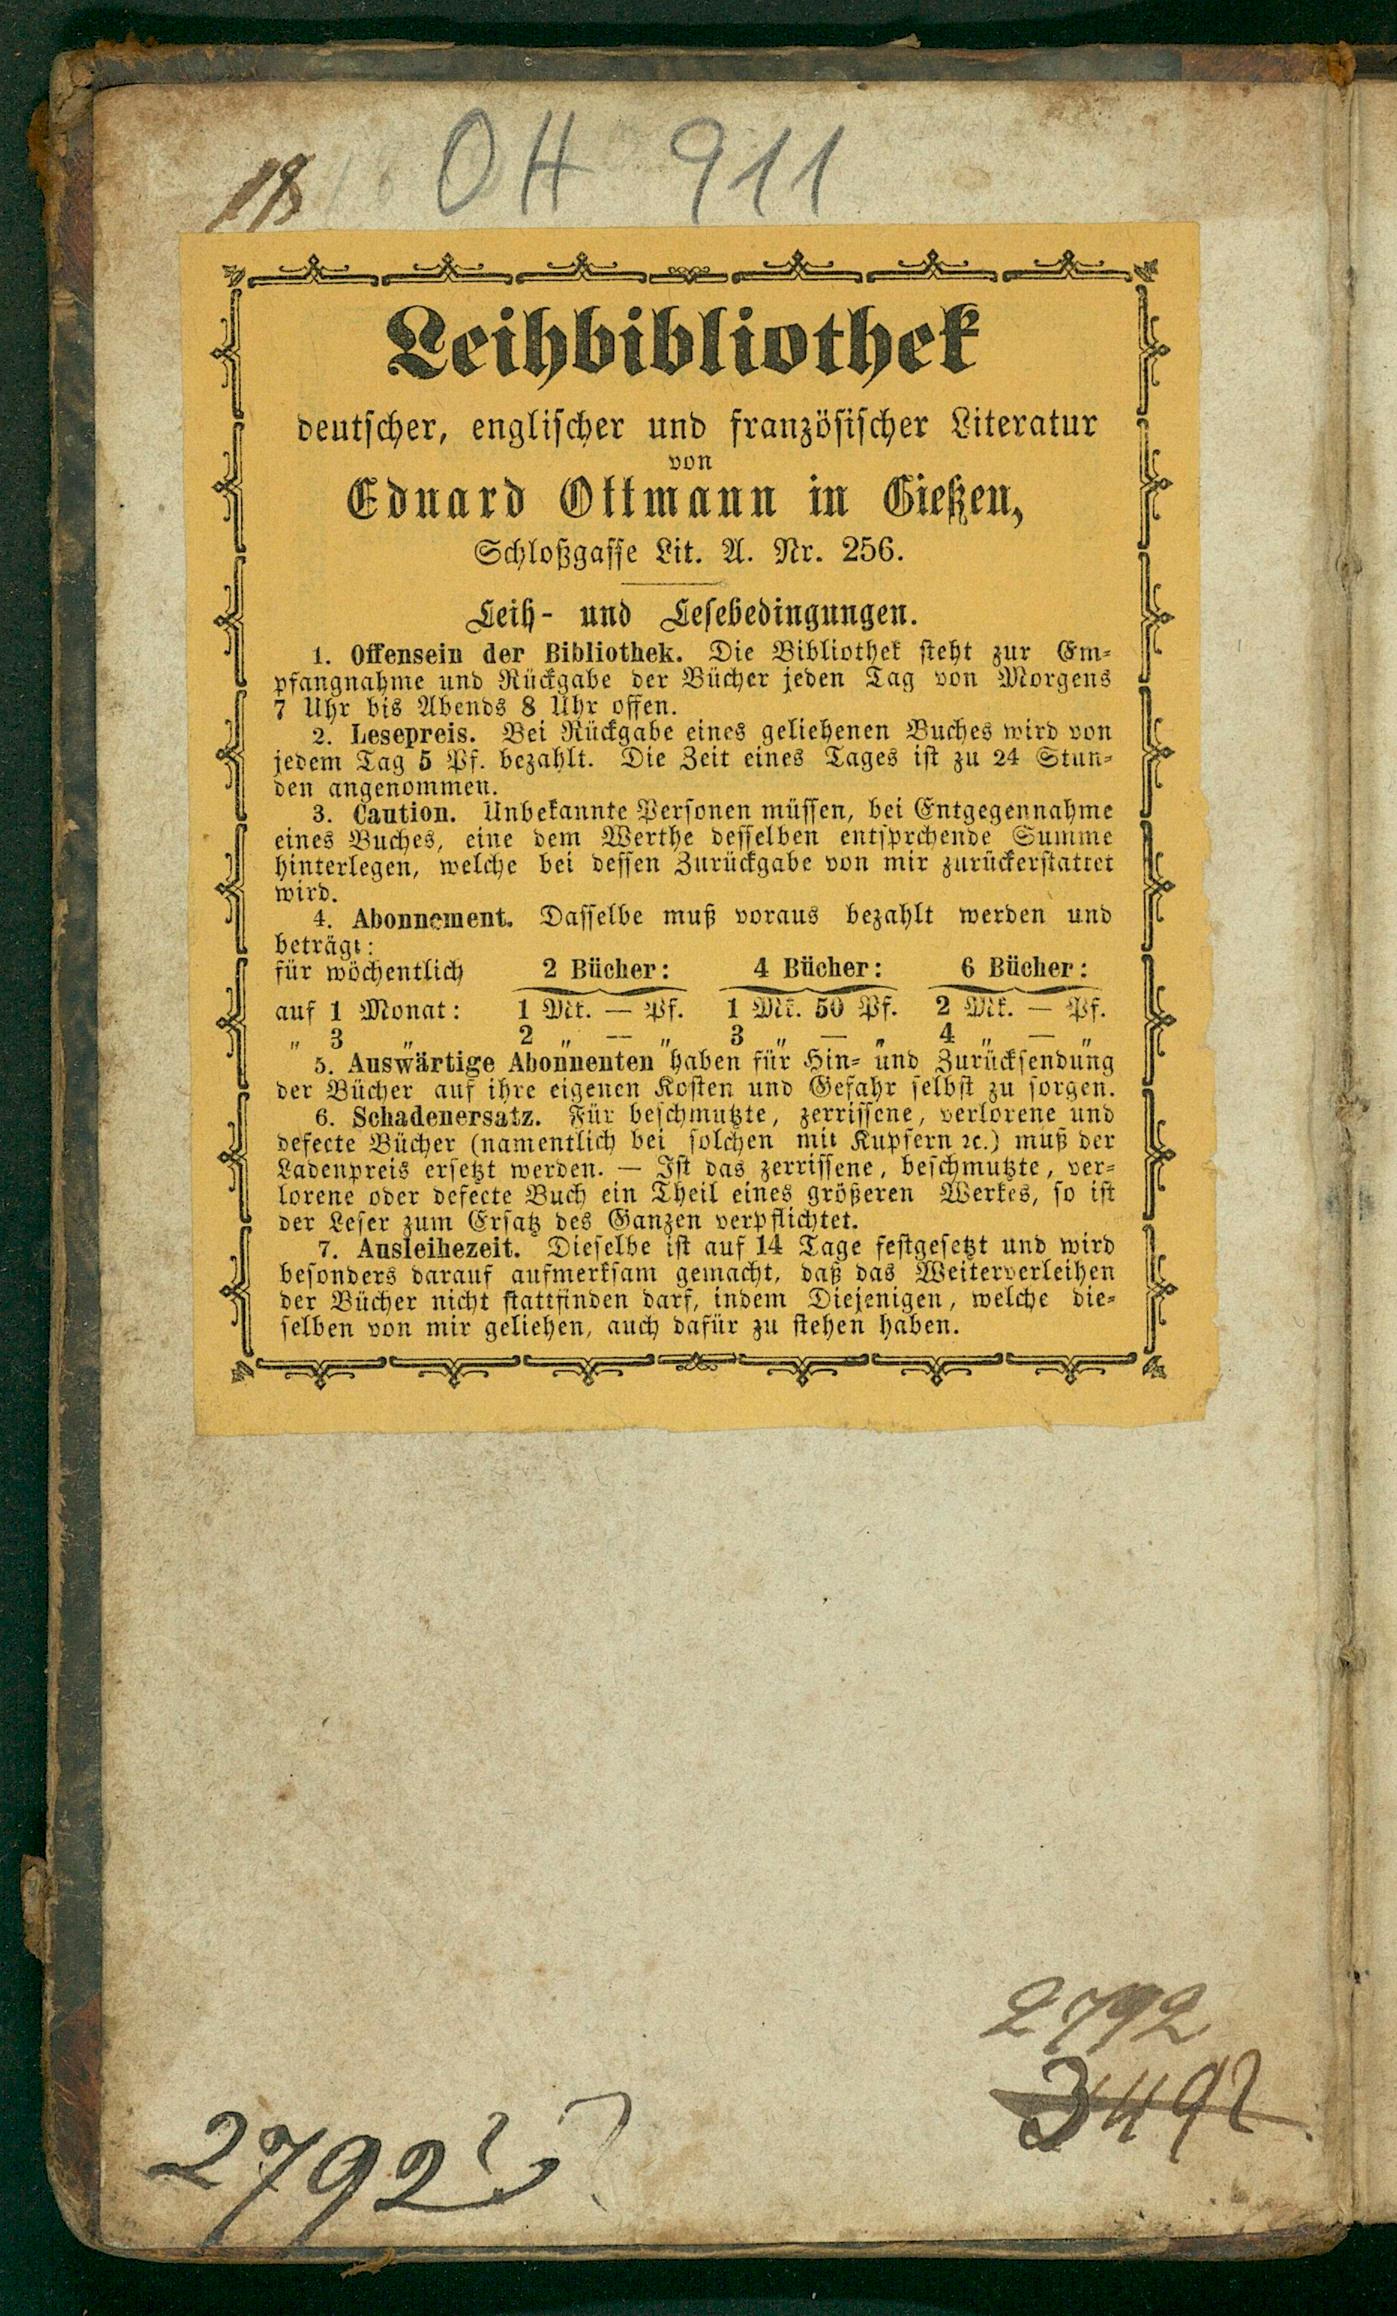 OH 911
Leihbibliothek
deutscher, englischer und französischer Literatur
von
Eduard Ottmann in Gießen,
Schloßgasse Lit. A. Nr. 256.
Leih- und Lesebedingungen.
1. Offensein der Bibliothek. Die Bibliothek steht zur Em-
pfangnahme und Rückgabe der Bücher jeden Tag von Morgens
7 Uhr bis Abends 8 Uhr offen.
2. Lesepreis. Bei Rückgabe eines geliehenen Buches wird von
jedem Tag 5 Pf. bezahlt. Die Zeit eines Tages ist zu 24 Stun-
den angenommen.
3. Caution. Unbekannte Personen müssen, bei Entgegennahme
eines Buches, eine dem Werthe desselben entsprchende Summe
hinterlegen, welche bei dessen Zurückgabe von mir zurückerstattet
wird.
4. Abonnement. Dasselbe muß voraus bezahlt werden und
beträgt:
für wöchentlich 2 Bücher: 4 Bücher: 6 Bücher:
auf 1 Monat: 1 Mk. — Pf. 1 Mk. 50 Pf. 2 Mk. — Pf.
„ 3 „ 2 „ — „ 3 „ — „ 4 „ — „
5. Auswärtige Abonnenten haben für Hin- und Zurücksendung
der Bücher auf ihre eigenen Kosten und Gefahr selbst zu sorgen.
6. Schadenersatz. Für beschmutzte, zerrissene, verlorene und
defecte Bücher (namentlich bei solchen mit Kupfern ꝛc.) muß der
Ladenpreis ersetzt werden. — Ist das zerrissene, beschmutzte, ver-
lorene oder defecte Buch ein Theil eines größeren Werkes, so ist
der Leser zum Ersatz des Ganzen verpflichtet.
7. Ausleihezeit. Dieselbe ist auf 14 Tage festgesetzt und wird
besonders darauf aufmerksam gemacht, daß das Weiterverleihen
der Bücher nicht stattfinden darf, indem Diejenigen, welche die-
selben von mir geliehen, auch dafür zu stehen haben.
2792
3492
2792